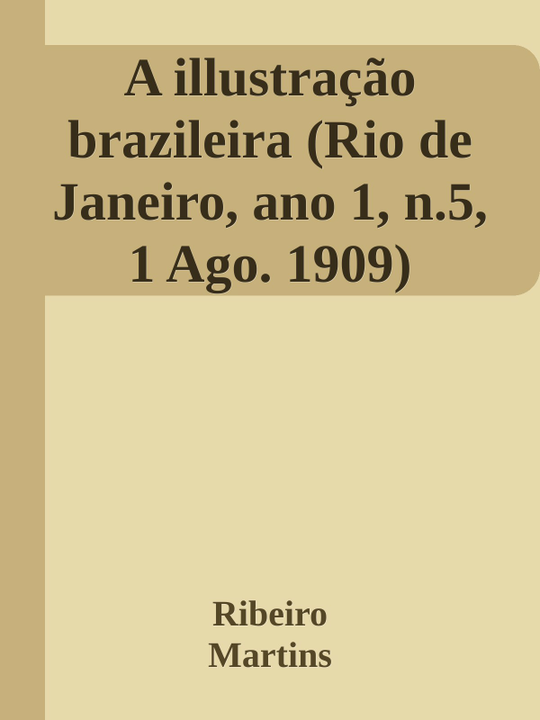 A illustração
brazileira (Rio de
Janeiro, ano 1, n.5,
1 Ago. 1909)
Ribeiro
Martins